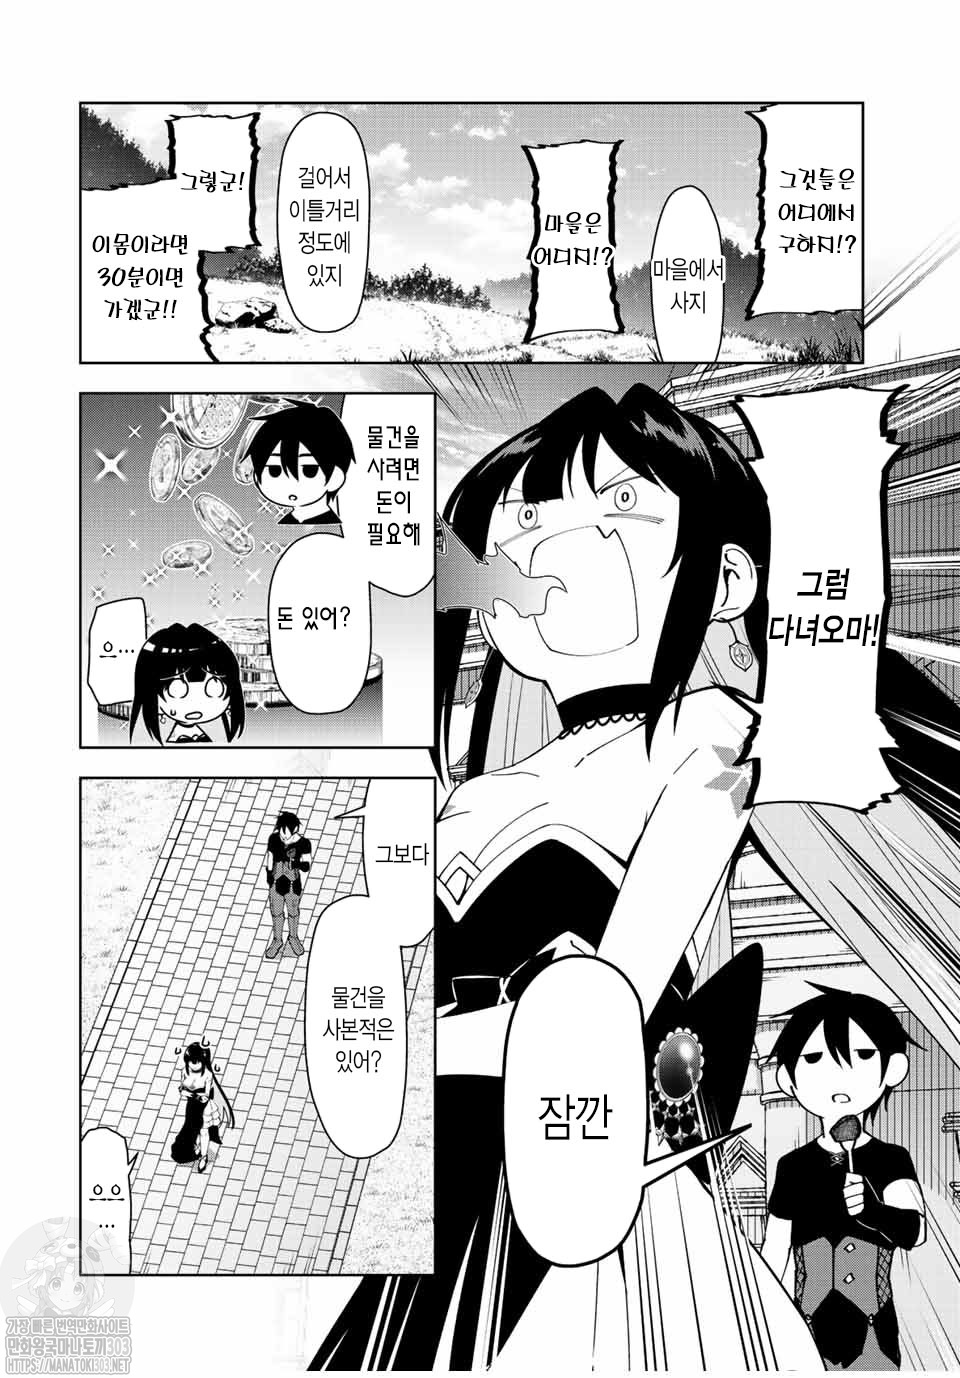 그것들은
어디에서
구하지!?
마을에서
사지
마을은
어디지!?
걸어서
이틀거리
정도에
있지
그렇군!
이몸이라면
30분이면
가겠군!!
그럼
다녀오마!
잠깐
물건을
사려면
돈이
필요해
돈 있어?
으...
그보다
물건을
사본적은
있어?
으으
...
가장 빠른 번역만화사이트
만화왕국마나토끼303
HTTPS://MANATOKI303.NET